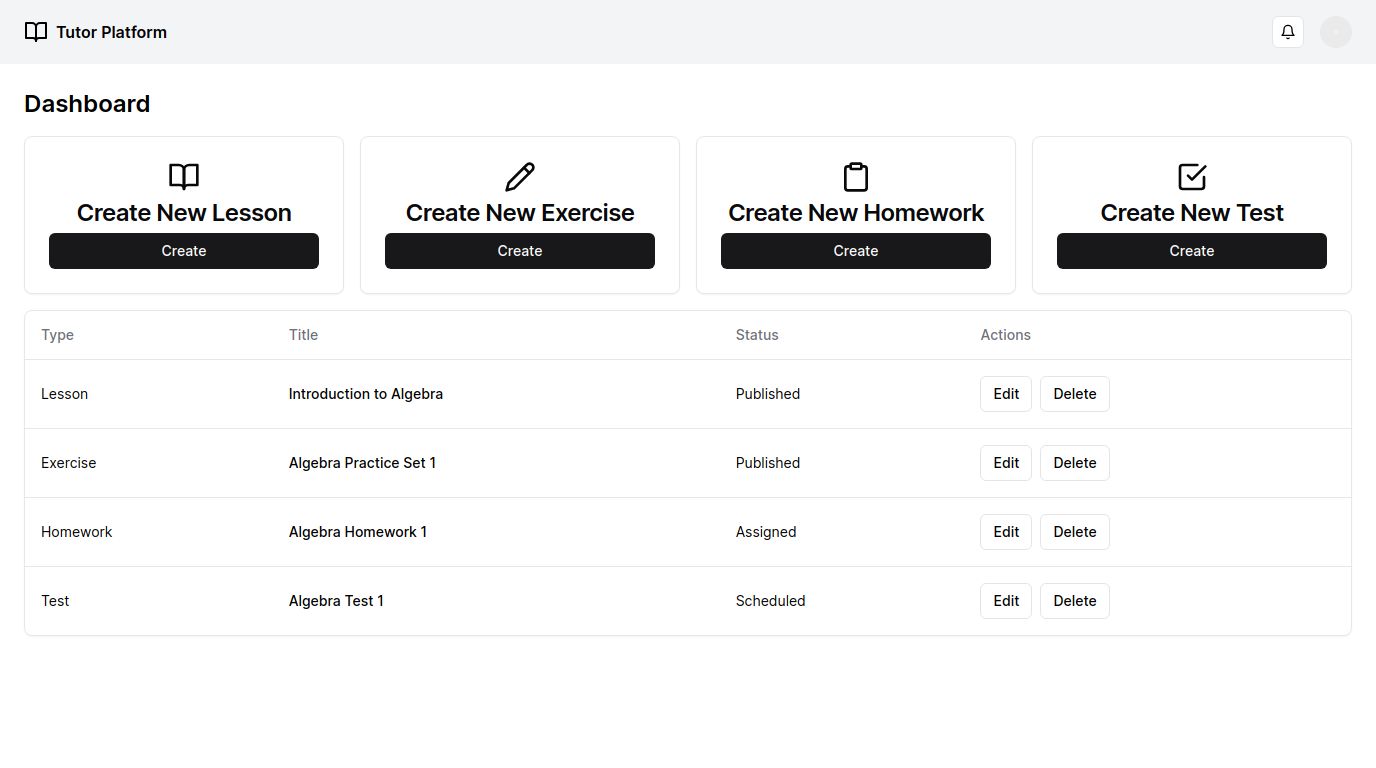 Tutor Platform
Dashboard
Create New Lesson
Create
Create New Exercise
Create
Create New Homework
Create
Create New Test
Create
Type Title Status Actions
Lesson Introduction to Algebra Published Edit Delete
Exercise Algebra Practice Set 1 Published Edit Delete
Homework Algebra Homework 1 Assigned Edit Delete
Test Algebra Test 1 Scheduled Edit Delete